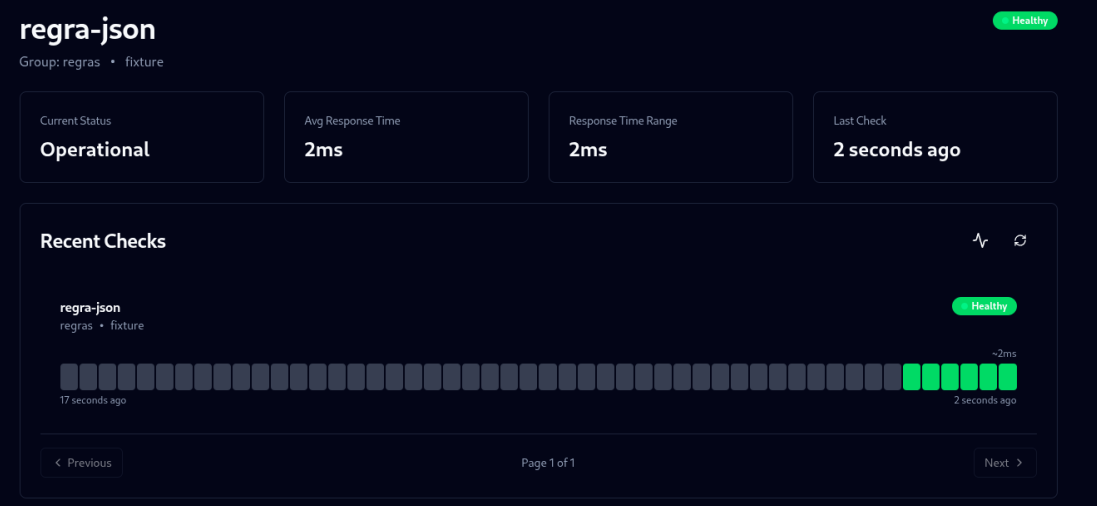 regra-json
Healthy
Group: regras • fixture
Current Status
Operational
Avg Response Time
2ms
Response Time Range
2ms
Last Check
2 seconds ago
Recent Checks
regra-json
Healthy
regras • fixture
~2ms
17 seconds ago
2 seconds ago
Previous
Page 1 of 1
Next